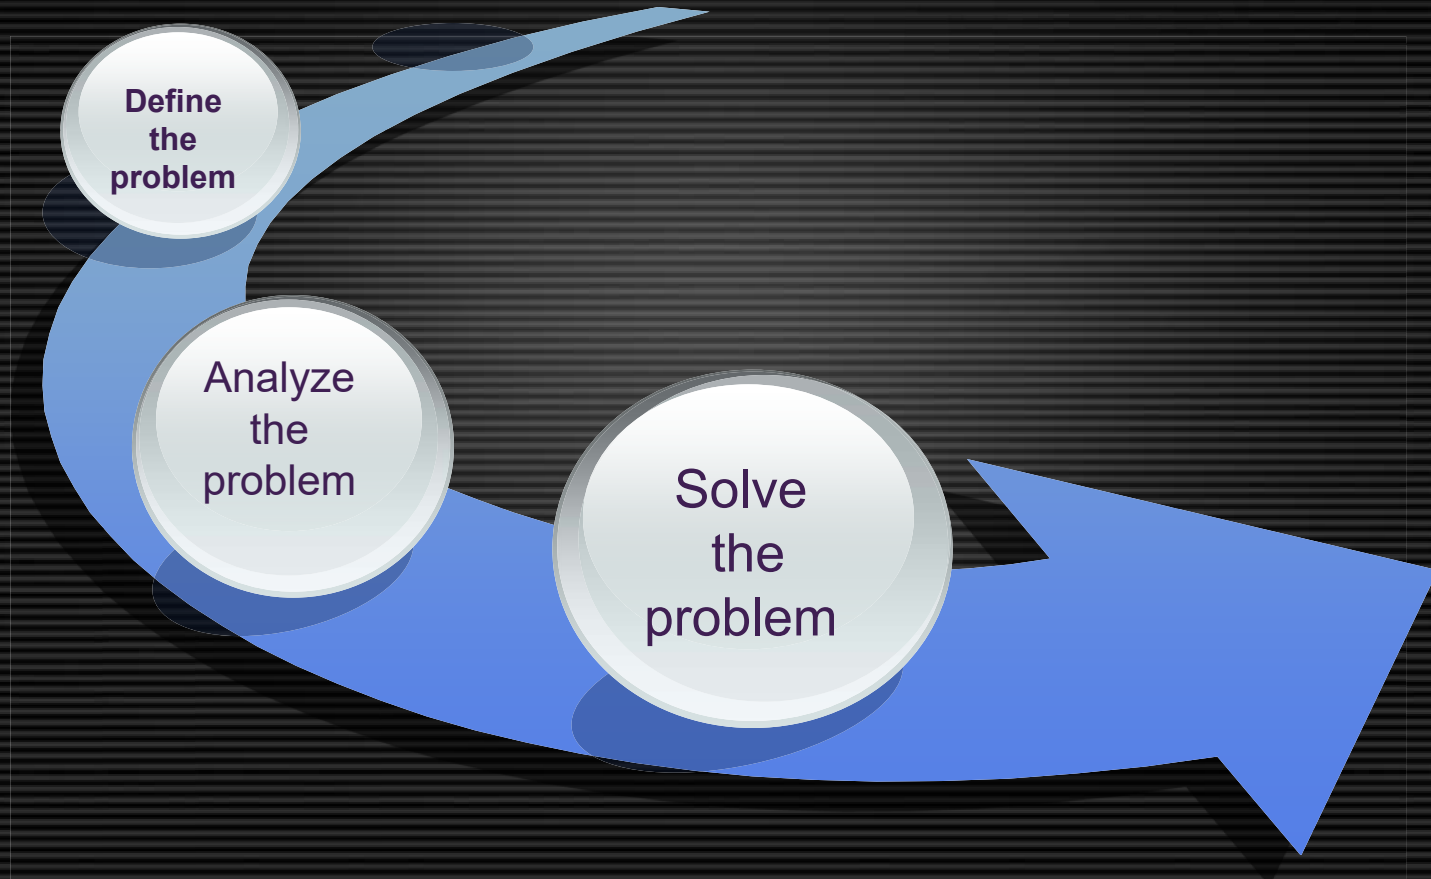 Define
the
problem
Analyze
the
problem
Solve
the
problem